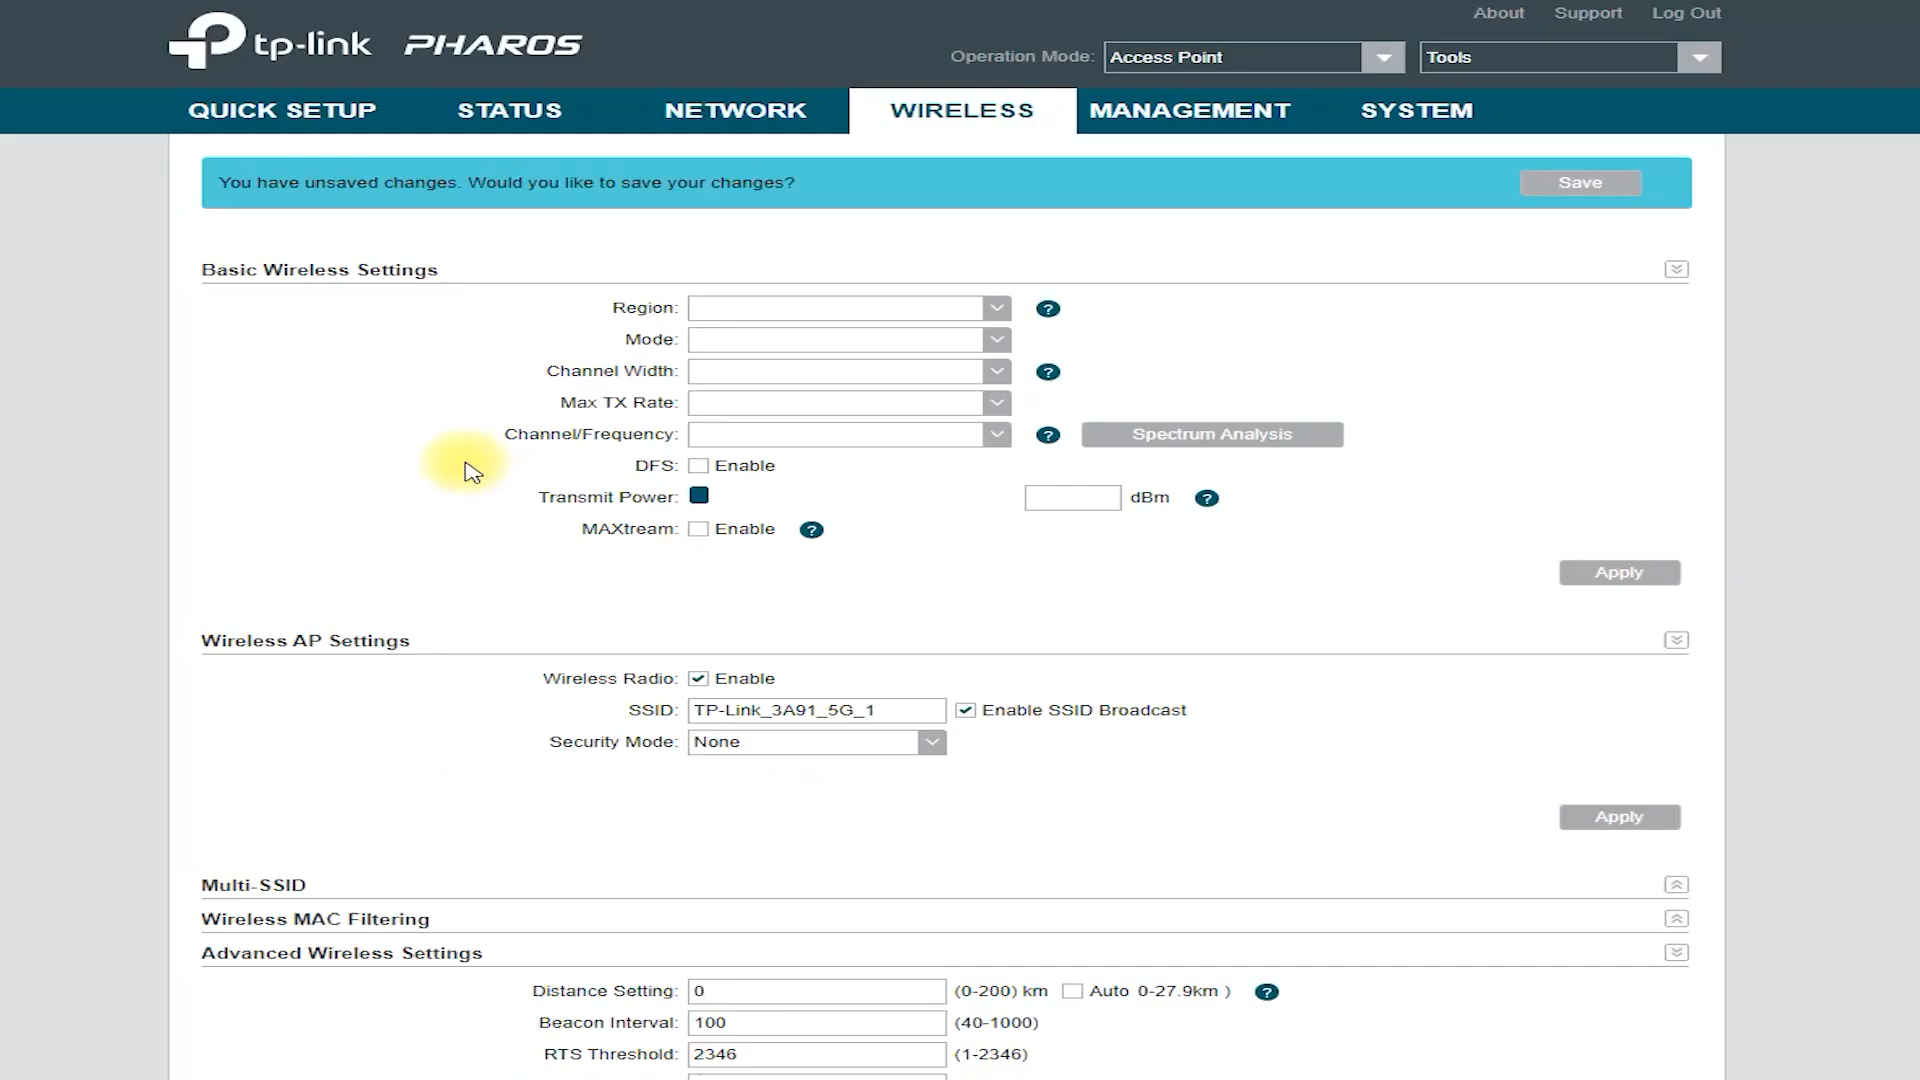 About Support Log Out
tp-link PHAROS
Operation Mode: Access Point Tools
QUICK SETUP STATUS NETWORK WIRELESS MANAGEMENT SYSTEM
You have unsaved changes. Would you like to save your changes? Save
Basic Wireless Settings
Region: ?
Mode:
Channel Width: ?
Max TX Rate:
Channel/Frequency: ? Spectrum Analysis
DFS: Enable
Transmit Power: dBm ?
MAXtream: Enable ?
Apply
Wireless AP Settings
Wireless Radio: Enable
SSID: TP-Link_3A91_5G_1 Enable SSID Broadcast
Security Mode: None
Apply
Multi-SSID
Wireless MAC Filtering
Advanced Wireless Settings
Distance Setting: 0 (0-200) km Auto 0-27.9km ) ?
Beacon Interval: 100 (40-1000)
RTS Threshold: 2346 (1-2346)